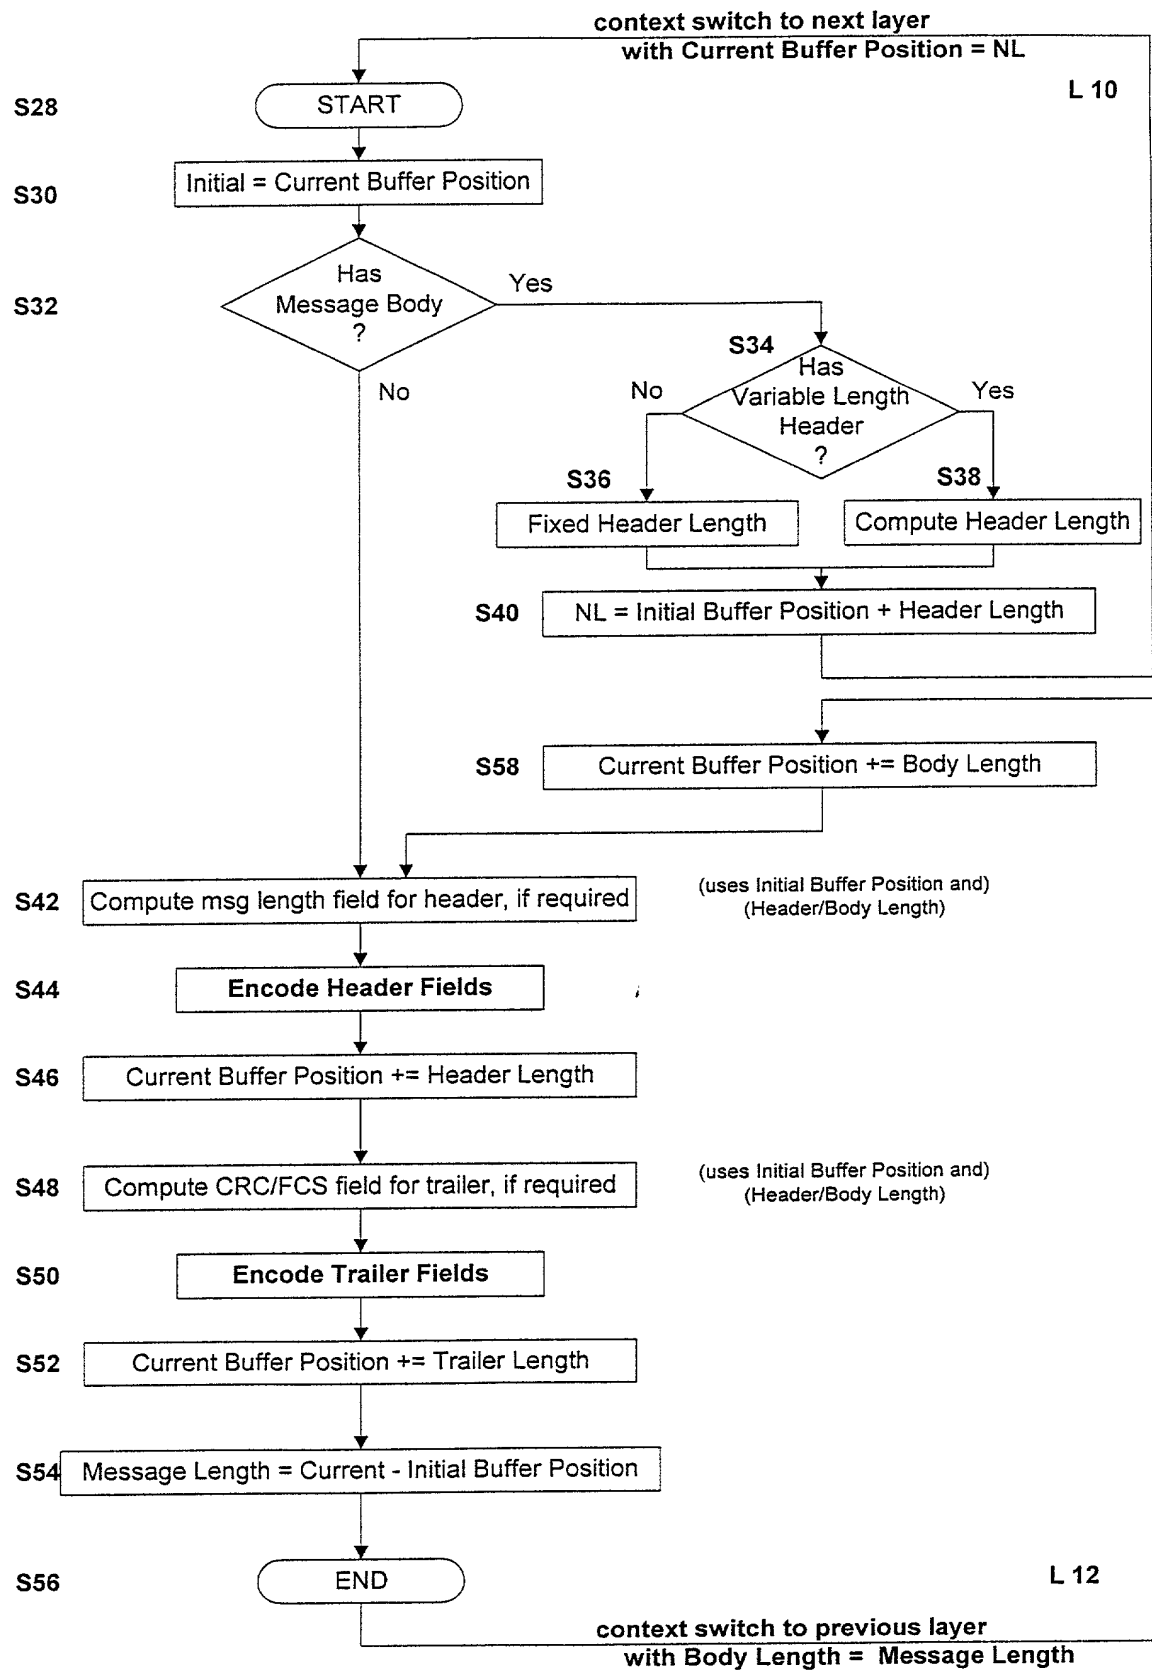 context switch to next layer
with Current Buffer Position = NL
L 10
S28
START
S30
Initial = Current Buffer Position
S32
Has
Message Body
?
Yes
No
S34
Has
Variable Length
Header
?
No
Yes
S36
S38
Fixed Header Length
Compute Header Length
S40
NL = Initial Buffer Position + Header Length
S58
Current Buffer Position += Body Length
S42
Compute msg length field for header, if required
(uses Initial Buffer Position and)
(Header/Body Length)
S44
Encode Header Fields
S46
Current Buffer Position += Header Length
S48
Compute CRC/FCS field for trailer, if required
(uses Initial Buffer Position and)
(Header/Body Length)
S50
Encode Trailer Fields
S52
Current Buffer Position += Trailer Length
S54
Message Length = Current - Initial Buffer Position
S56
END
L 12
context switch to previous layer
with Body Length = Message Length